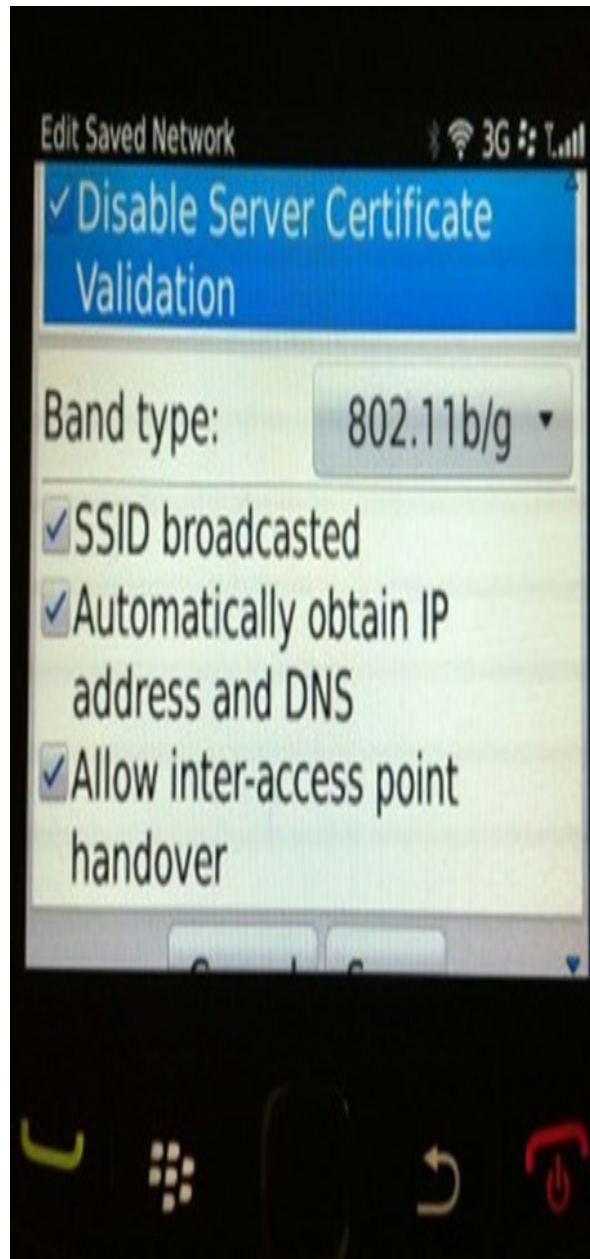 Edit Saved Network 3G
Disable Server Certificate
Validation
Band type: 802.11b/g
SSID broadcasted
Automatically obtain IP
address and DNS
Allow inter-access point
handover